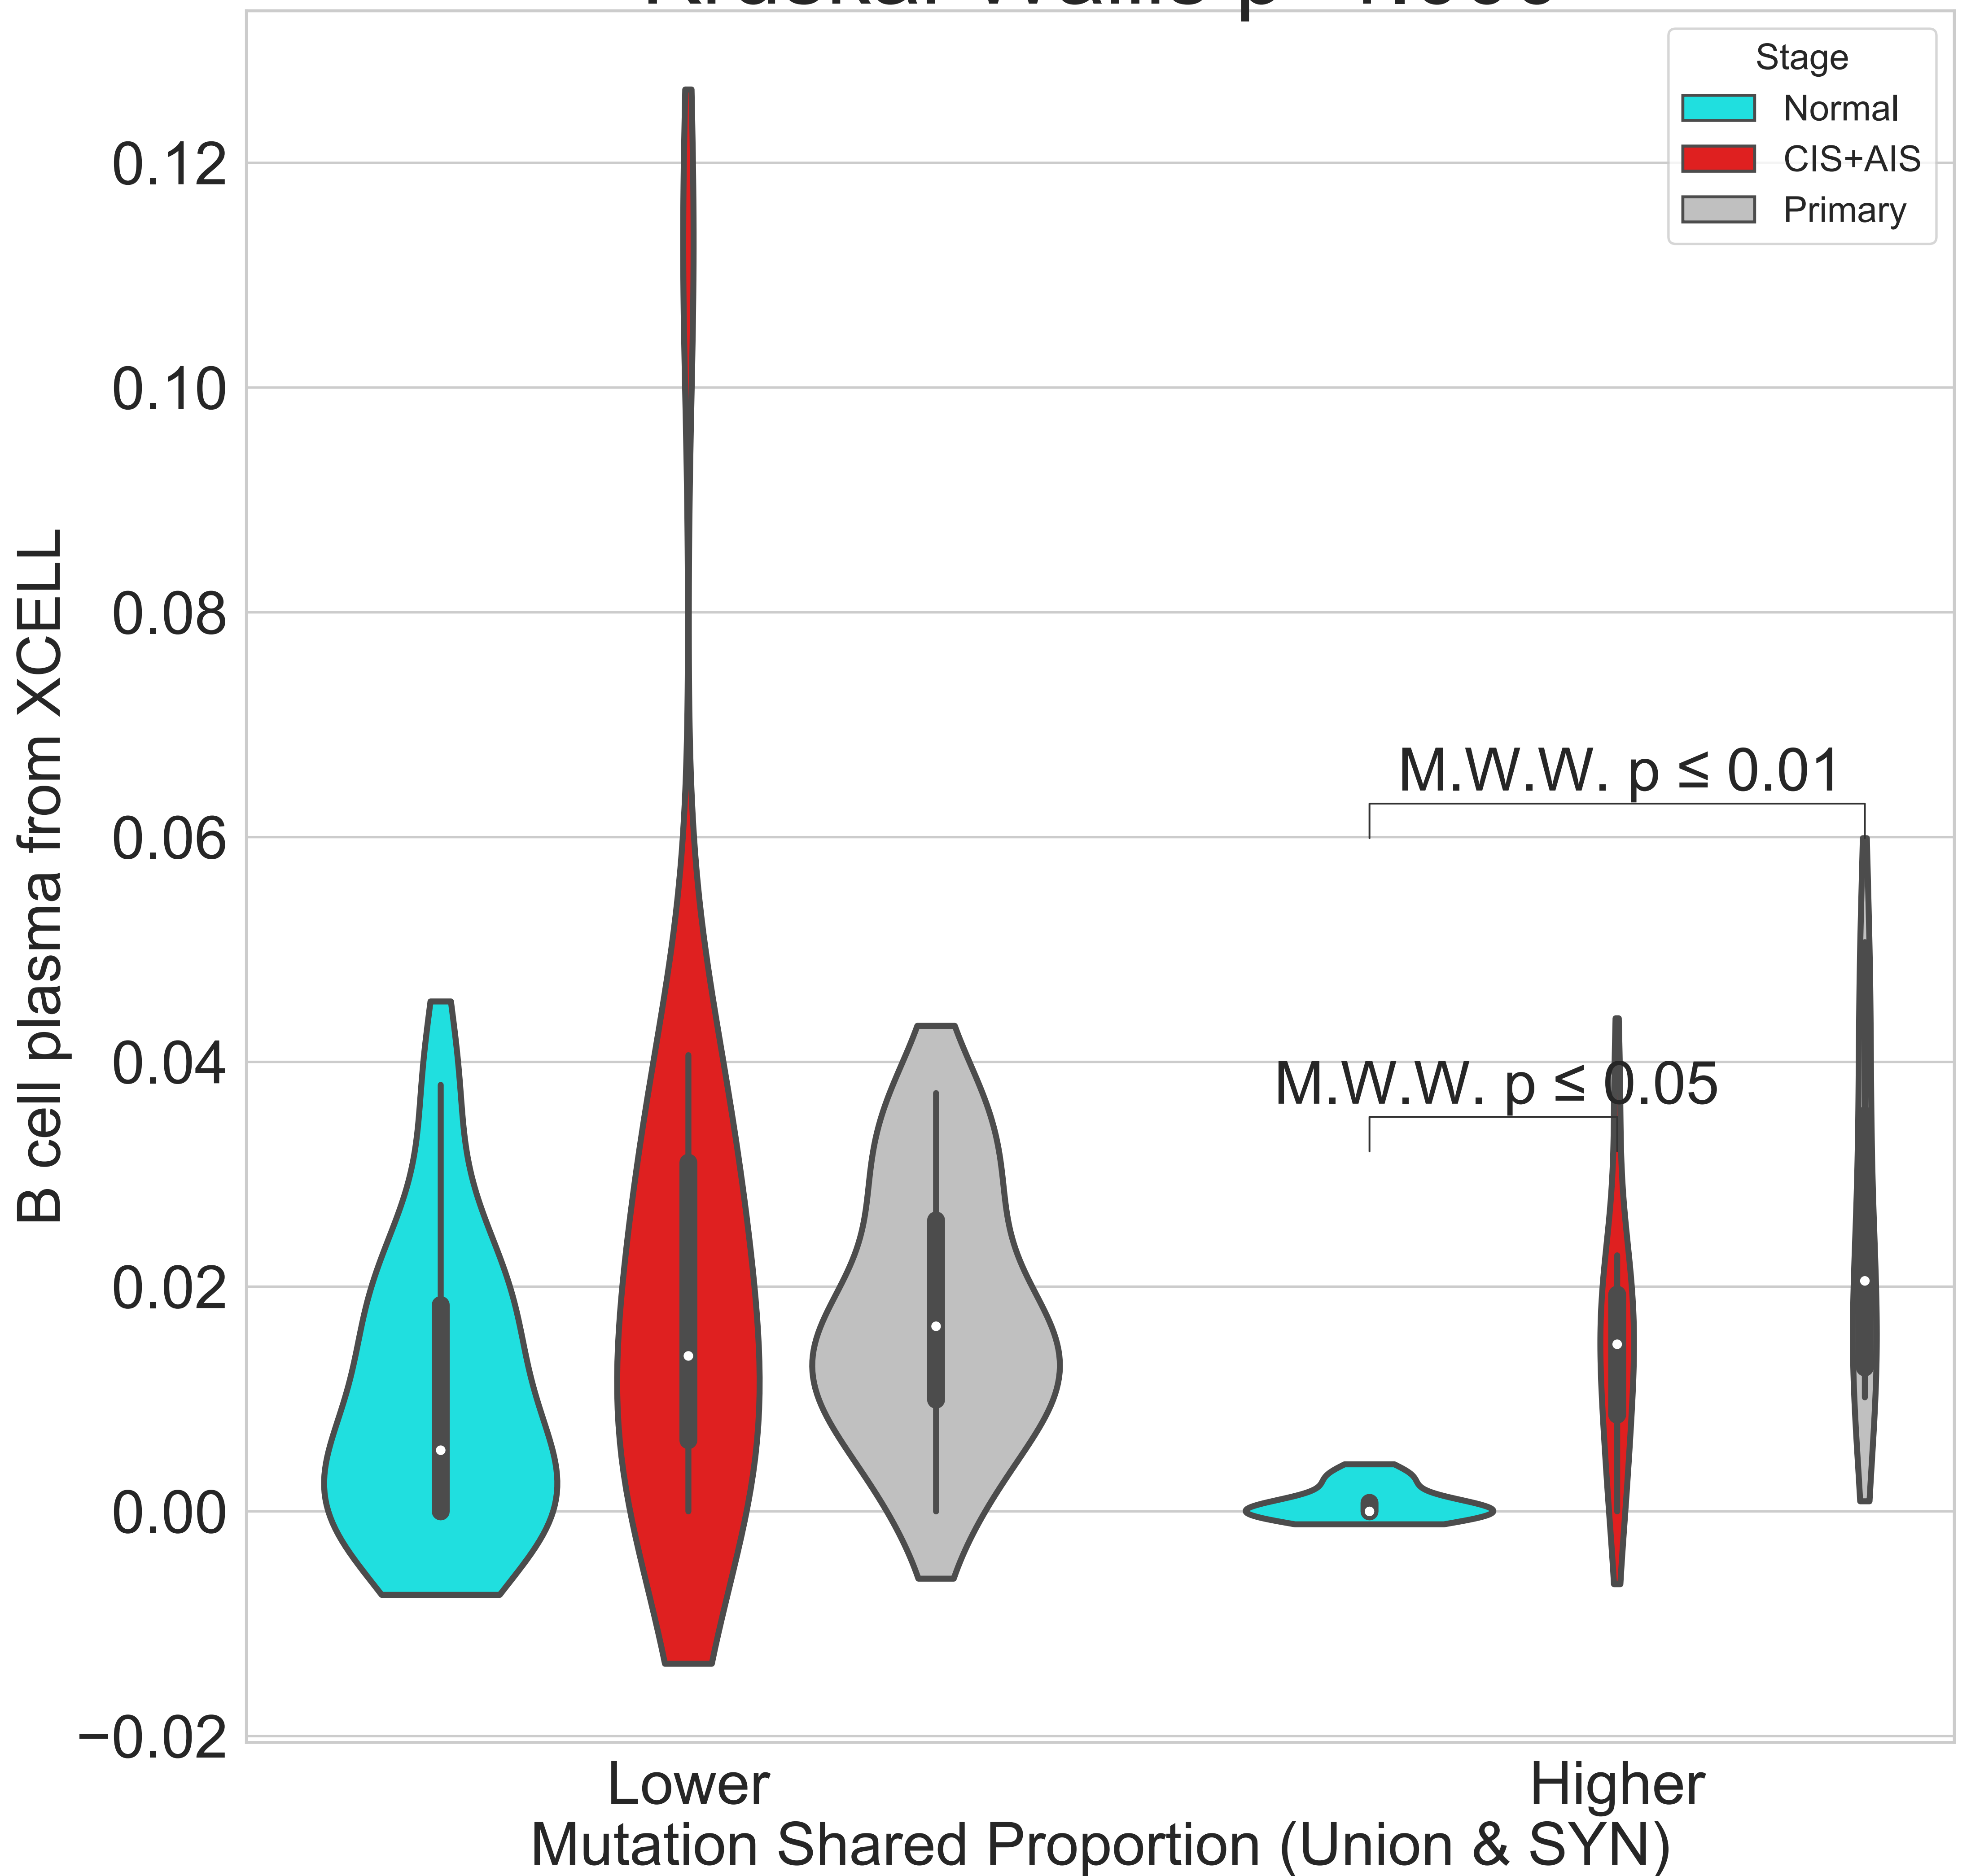 Stage
Normal
CIS+AIS
Primary
B cell plasma from XCELL
0.12
0.10
0.08
0.06
0.04
0.02
0.00
−0.02
M.W.W. p ≤ 0.01
M.W.W. p ≤ 0.05
Lower
Higher
Mutation Shared Proportion (Union & SYN)